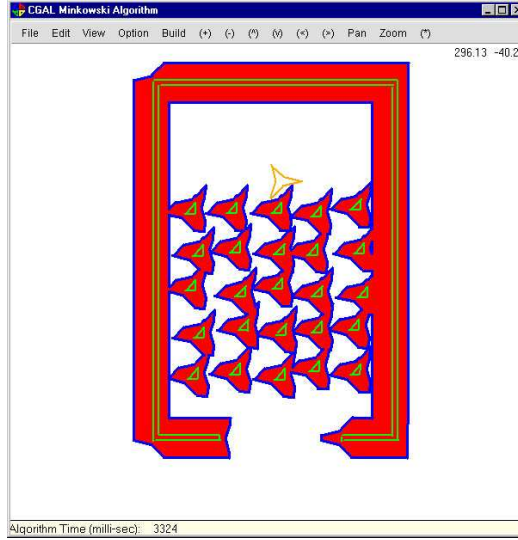 CGAL Minkowski Algorithm
File Edit View Option Build (+) (-) (^) (v) (<) (>) Pan Zoom (*)
296.13 -40.2
Algorithm Time (milli-sec): 3324